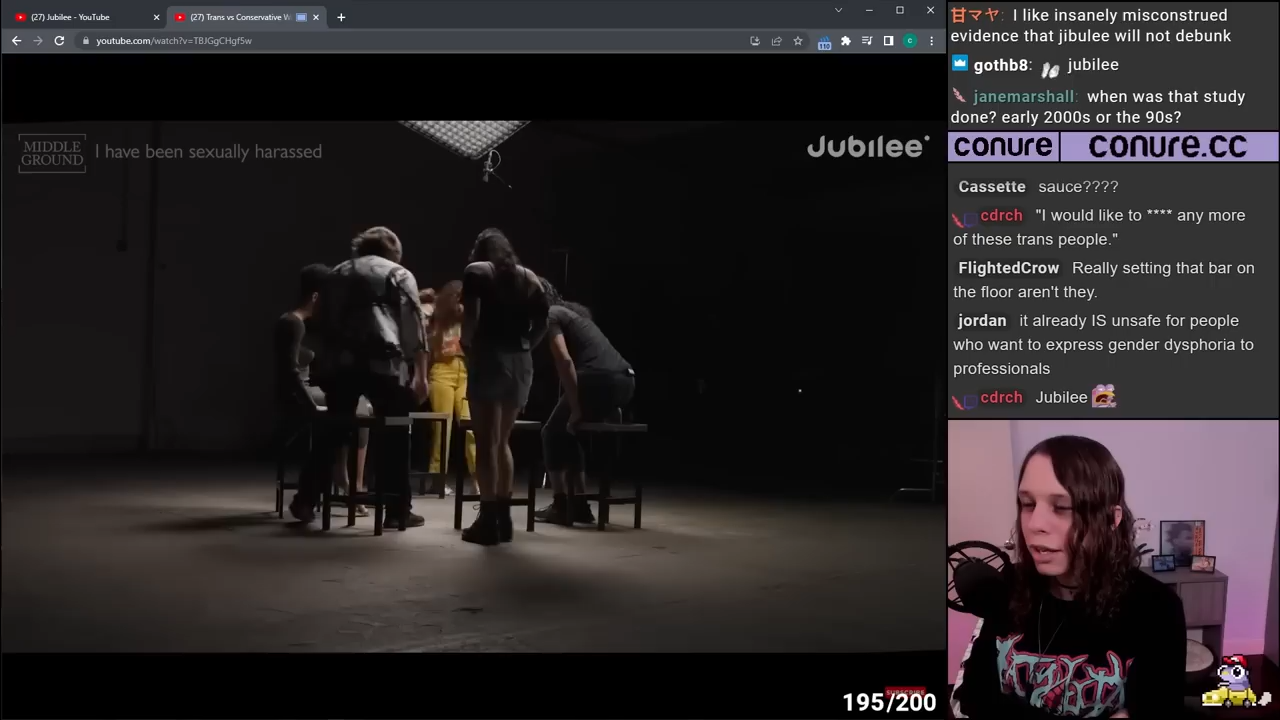 (27) Jubilee - YouTube
(27) Trans vs Conservative W
youtube.com/watch?v=TBJGgCHgf5w
110
MIDDLE
GROUND
I have been sexually harassed
Jubilee
195/200
甘マヤ: I like insanely misconstrued
evidence that jibulee will not debunk
gothb8: jubilee
janemarshall: when was that study
done? early 2000s or the 90s?
conure conure.cc
Cassette sauce????
cdrch "I would like to **** any more
of these trans people."
FlightedCrow Really setting that bar on
the floor aren't they.
jordan it already IS unsafe for people
who want to express gender dysphoria to
professionals
cdrch Jubilee